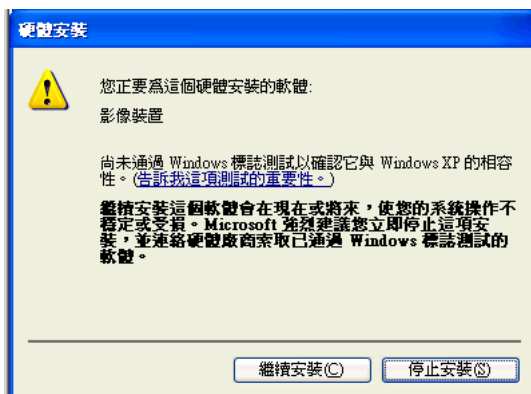 硬體安裝
您正要為這個硬體安裝的軟體:
影像裝置
尚未通過 Windows 標誌測試以確認它與 Windows XP 的相容
性。(告訴我這項測試的重要性。)
繼續安裝這個軟體會在現在或將來，使您的系統操作不
穩定或受損。Microsoft 強烈建議您立即停止這項安
裝，並連絡硬體廠商索取已通過 Windows 標誌測試的
軟體。
繼續安裝(C)
停止安裝(S)